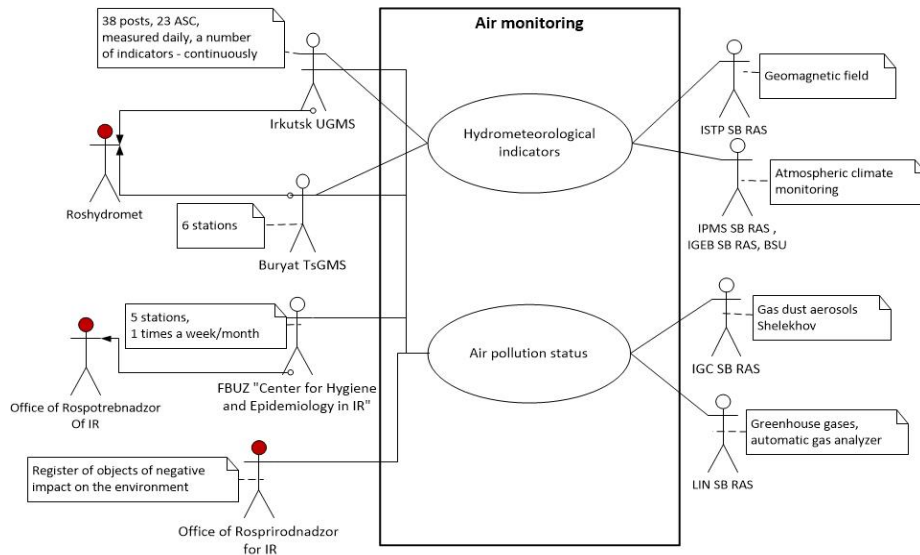 Air monitoring
38 posts, 23 ASC,
measured daily, a number
of indicators - continuously
Irkutsk UGMS
Roshydromet
6 stations
Buryat TsGMS
5 stations,
1 times a week/month
Office of Rospotrebnadzor
Of IR
FBUZ "Center for Hygiene
and Epidemiology in IR"
Register of objects of negative
impact on the environment
Office of Rosprirodnadzor
for IR
Hydrometeorological
indicators
Air pollution status
Geomagnetic field
ISTP SB RAS
Atmospheric climate
monitoring
IPMS SB RAS ,
IGEB SB RAS, BSU
Gas dust aerosols
Shelekhov
IGC SB RAS
Greenhouse gases,
automatic gas analyzer
LIN SB RAS